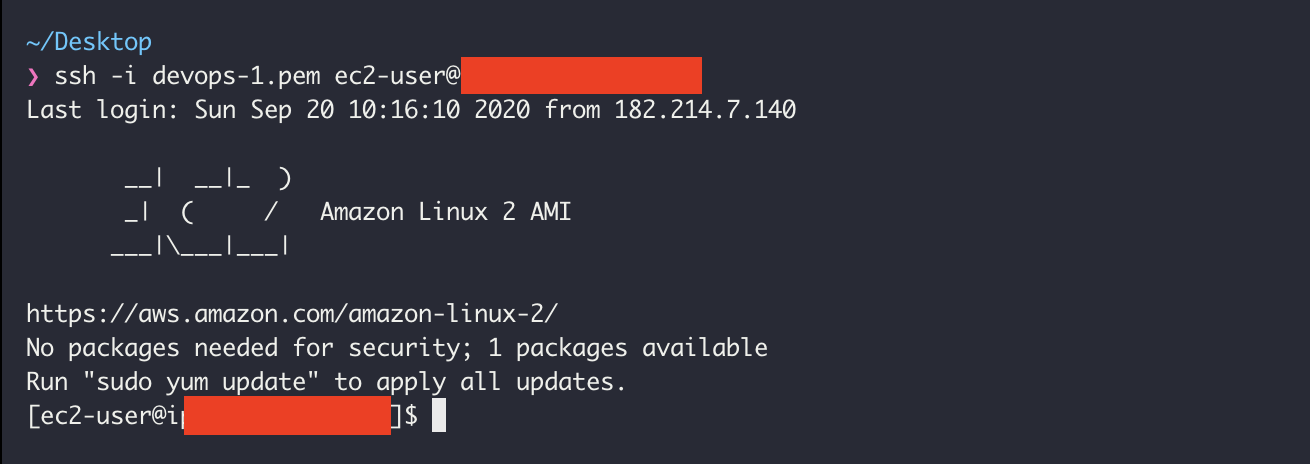 ~/Desktop
❯ ssh -i devops-1.pem ec2-user@
Last login: Sun Sep 20 10:16:10 2020 from 182.214.7.140
       __|  __|_  )
       _|  (     /   Amazon Linux 2 AMI
      ___|\___|___|
https://aws.amazon.com/amazon-linux-2/
No packages needed for security; 1 packages available
Run "sudo yum update" to apply all updates.
[ec2-user@ip ]$